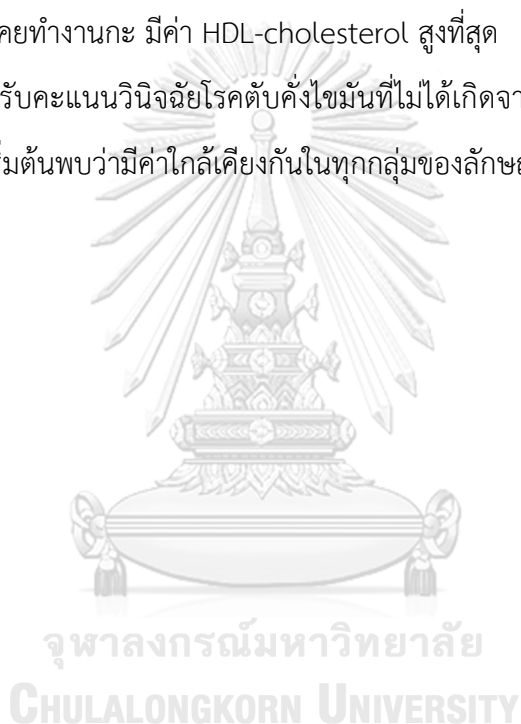 คยทำงานกะ มีค่า HDL-cholesterol สูงที่สุด
รับคะแนนวินิจฉัยโรคตับคั่งไขมันที่ไม่ได้เกิดจา
ริ่มต้นพบว่ามีค่าใกล้เคียงกันในทุกกลุ่มของลักษณ
จุฬาลงกรณ์มหาวิทยาลัย
CHULALONGKORN UNIVERSITY